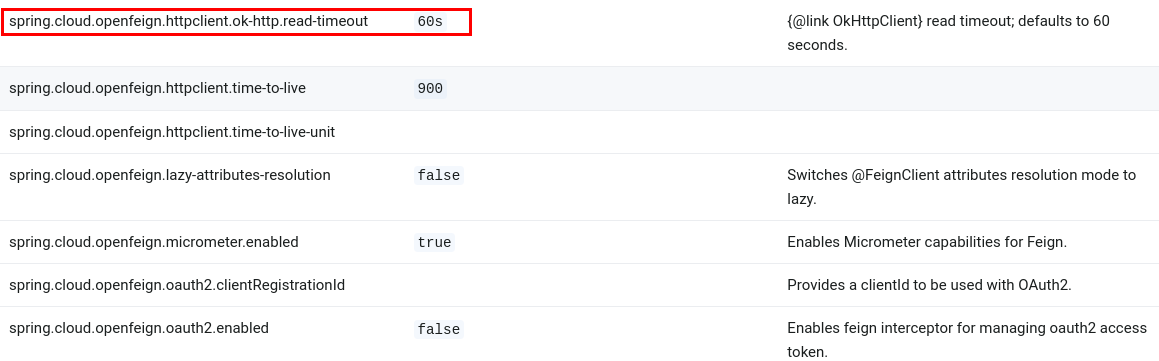 spring.cloud.openfeign.httpclient.ok-http.read-timeout 60s {@link OkHttpClient} read timeout; defaults to 60
seconds.
spring.cloud.openfeign.httpclient.time-to-live 900
spring.cloud.openfeign.httpclient.time-to-live-unit
spring.cloud.openfeign.lazy-attributes-resolution false Switches @FeignClient attributes resolution mode to
lazy.
spring.cloud.openfeign.micrometer.enabled true Enables Micrometer capabilities for Feign.
spring.cloud.openfeign.oauth2.clientRegistrationId Provides a clientId to be used with OAuth2.
spring.cloud.openfeign.oauth2.enabled false Enables feign interceptor for managing oauth2 access
token.